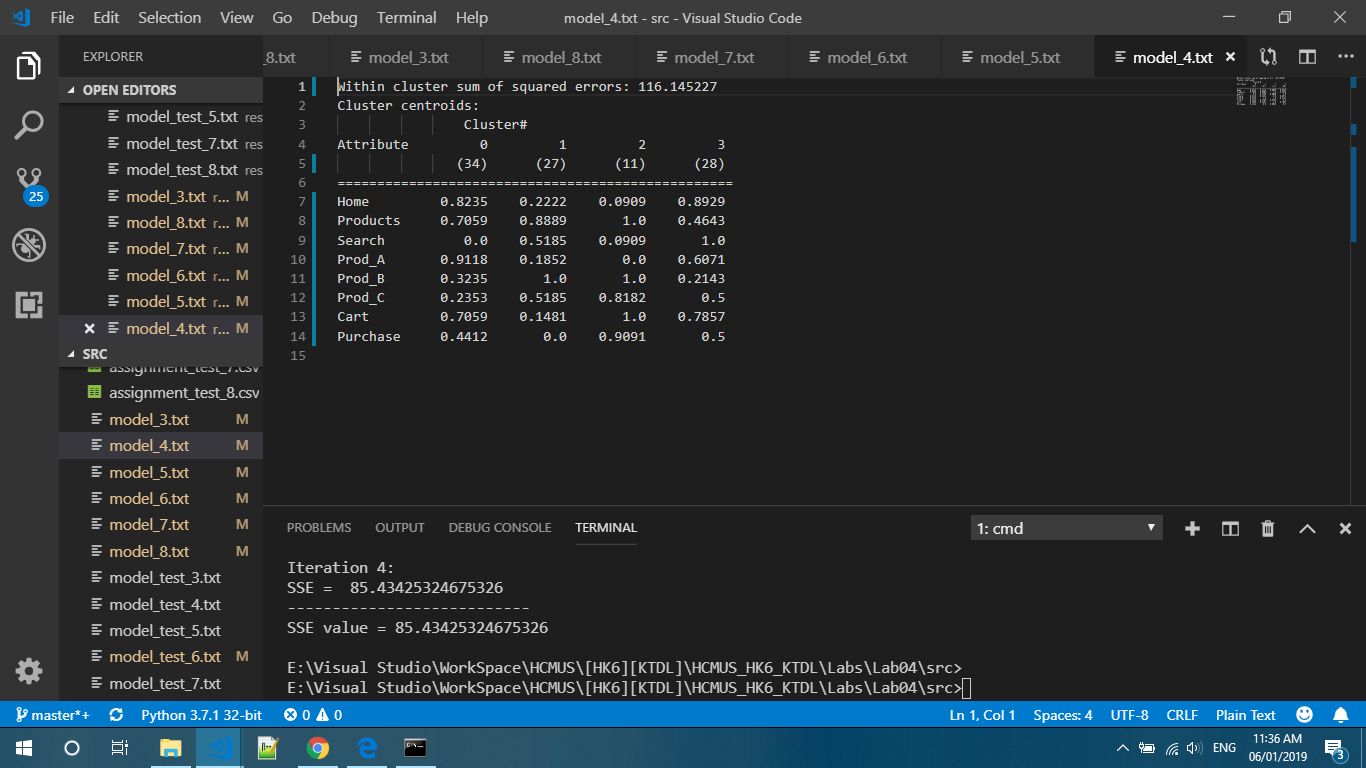 File Edit Selection View Go Debug Terminal Help model_4.txt - src - Visual Studio Code
EXPLORER
_8.txt model_3.txt model_8.txt model_7.txt model_6.txt model_5.txt model_4.txt
OPEN EDITORS
model_test_5.txt res
model_test_7.txt res
model_test_8.txt res
model_3.txt r... M
model_8.txt r... M
model_7.txt r... M
model_6.txt r... M
model_5.txt r... M
model_4.txt r... M
25
SRC
assignment_test_7.csv
assignment_test_8.csv
model_3.txt M
model_4.txt M
model_5.txt M
model_6.txt M
model_7.txt M
model_8.txt M
model_test_3.txt
model_test_4.txt
model_test_5.txt
model_test_6.txt M
model_test_7.txt
1 Within cluster sum of squared errors: 116.145227
2 Cluster centroids:
3 Cluster#
4 Attribute 0 1 2 3
5 (34) (27) (11) (28)
6 ==================================================
7 Home 0.8235 0.2222 0.0909 0.8929
8 Products 0.7059 0.8889 1.0 0.4643
9 Search 0.0 0.5185 0.0909 1.0
10 Prod_A 0.9118 0.1852 0.0 0.6071
11 Prod_B 0.3235 1.0 1.0 0.2143
12 Prod_C 0.2353 0.5185 0.8182 0.5
13 Cart 0.7059 0.1481 1.0 0.7857
14 Purchase 0.4412 0.0 0.9091 0.5
15
PROBLEMS OUTPUT DEBUG CONSOLE TERMINAL 1: cmd
Iteration 4:
SSE =  85.43425324675326
---------------------------
SSE value = 85.43425324675326
E:\Visual Studio\WorkSpace\HCMUS\[HK6][KTDL]\HCMUS_HK6_KTDL\Labs\Lab04\src>
E:\Visual Studio\WorkSpace\HCMUS\[HK6][KTDL]\HCMUS_HK6_KTDL\Labs\Lab04\src>
master*+ Python 3.7.1 32-bit 0 0 Ln 1, Col 1 Spaces: 4 UTF-8 CRLF Plain Text
ENG 11:36 AM
06/01/2019 3